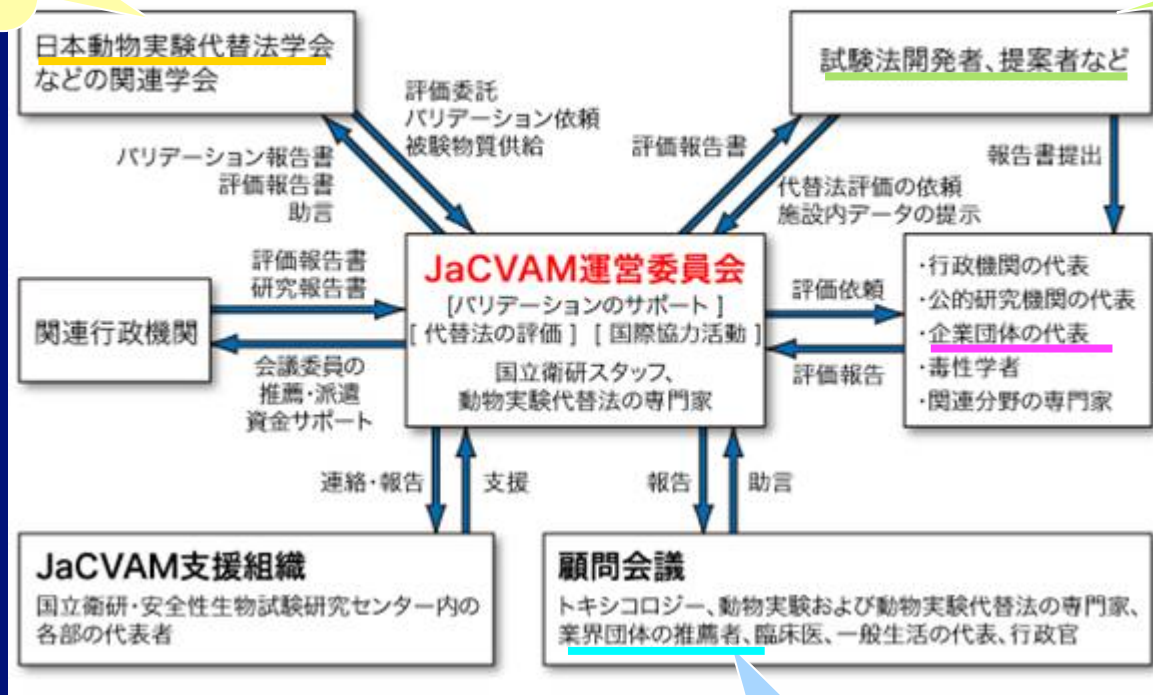 日本動物実験代替法学会
などの関連学会
試験法開発者、提案者など
評価委託
バリデーション依頼
被験物質供給
評価報告書
報告書提出
バリデーション報告書
評価報告書
助言
代替法評価の依頼
施設内データの提示
評価報告書
研究報告書
JaCVAM運営委員会
[バリデーションのサポート]
[代替法の評価] [国際協力活動]
国立衛研スタッフ、
動物実験代替法の専門家
評価依頼
評価報告
・行政機関の代表
・公的研究機関の代表
・企業団体の代表
・毒性学者
・関連分野の専門家
関連行政機関
会議委員の
推薦・派遣
資金サポート
連絡・報告
支援
報告
助言
JaCVAM支援組織
国立衛研・安全性生物試験研究センター内の
各部の代表者
顧問会議
トキシコロジー、動物実験および動物実験代替法の専門家、
業界団体の推薦者、臨床医、一般生活の代表、行政官